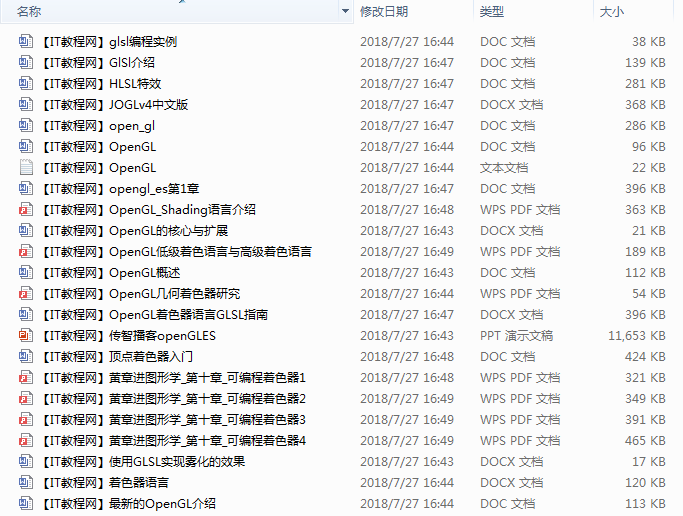 名称 修改日期 类型 大小
【IT教程网】glsl编程实例 2018/7/27 16:44 DOC 文档 38 KB
【IT教程网】GlSl介绍 2018/7/27 16:47 DOC 文档 139 KB
【IT教程网】HLSL特效 2018/7/27 16:47 DOC 文档 281 KB
【IT教程网】JOGLv4中文版 2018/7/27 16:47 DOCX 文档 368 KB
【IT教程网】open_gl 2018/7/27 16:47 DOC 文档 286 KB
【IT教程网】OpenGL 2018/7/27 16:44 DOC 文档 96 KB
【IT教程网】OpenGL 2018/7/27 16:44 文本文档 22 KB
【IT教程网】opengl_es第1章 2018/7/27 16:47 DOC 文档 396 KB
【IT教程网】OpenGL_Shading语言介绍 2018/7/27 16:48 WPS PDF 文档 363 KB
【IT教程网】OpenGL的核心与扩展 2018/7/27 16:43 DOCX 文档 21 KB
【IT教程网】OpenGL低级着色语言与高级着色语言 2018/7/27 16:49 WPS PDF 文档 189 KB
【IT教程网】OpenGL概述 2018/7/27 16:43 DOC 文档 112 KB
【IT教程网】OpenGL几何着色器研究 2018/7/27 16:44 WPS PDF 文档 54 KB
【IT教程网】OpenGL着色器语言GLSL指南 2018/7/27 16:47 DOCX 文档 396 KB
【IT教程网】传智播客openGLES 2018/7/27 16:43 PPT 演示文稿 11,653 KB
【IT教程网】顶点着色器入门 2018/7/27 16:48 DOC 文档 424 KB
【IT教程网】黄章进图形学_第十章_可编程着色器1 2018/7/27 16:48 WPS PDF 文档 321 KB
【IT教程网】黄章进图形学_第十章_可编程着色器2 2018/7/27 16:49 WPS PDF 文档 349 KB
【IT教程网】黄章进图形学_第十章_可编程着色器3 2018/7/27 16:49 WPS PDF 文档 391 KB
【IT教程网】黄章进图形学_第十章_可编程着色器4 2018/7/27 16:49 WPS PDF 文档 465 KB
【IT教程网】使用GLSL实现雾化的效果 2018/7/27 16:43 DOCX 文档 17 KB
【IT教程网】着色器语言 2018/7/27 16:44 DOCX 文档 120 KB
【IT教程网】最新的OpenGL介绍 2018/7/27 16:44 DOC 文档 113 KB